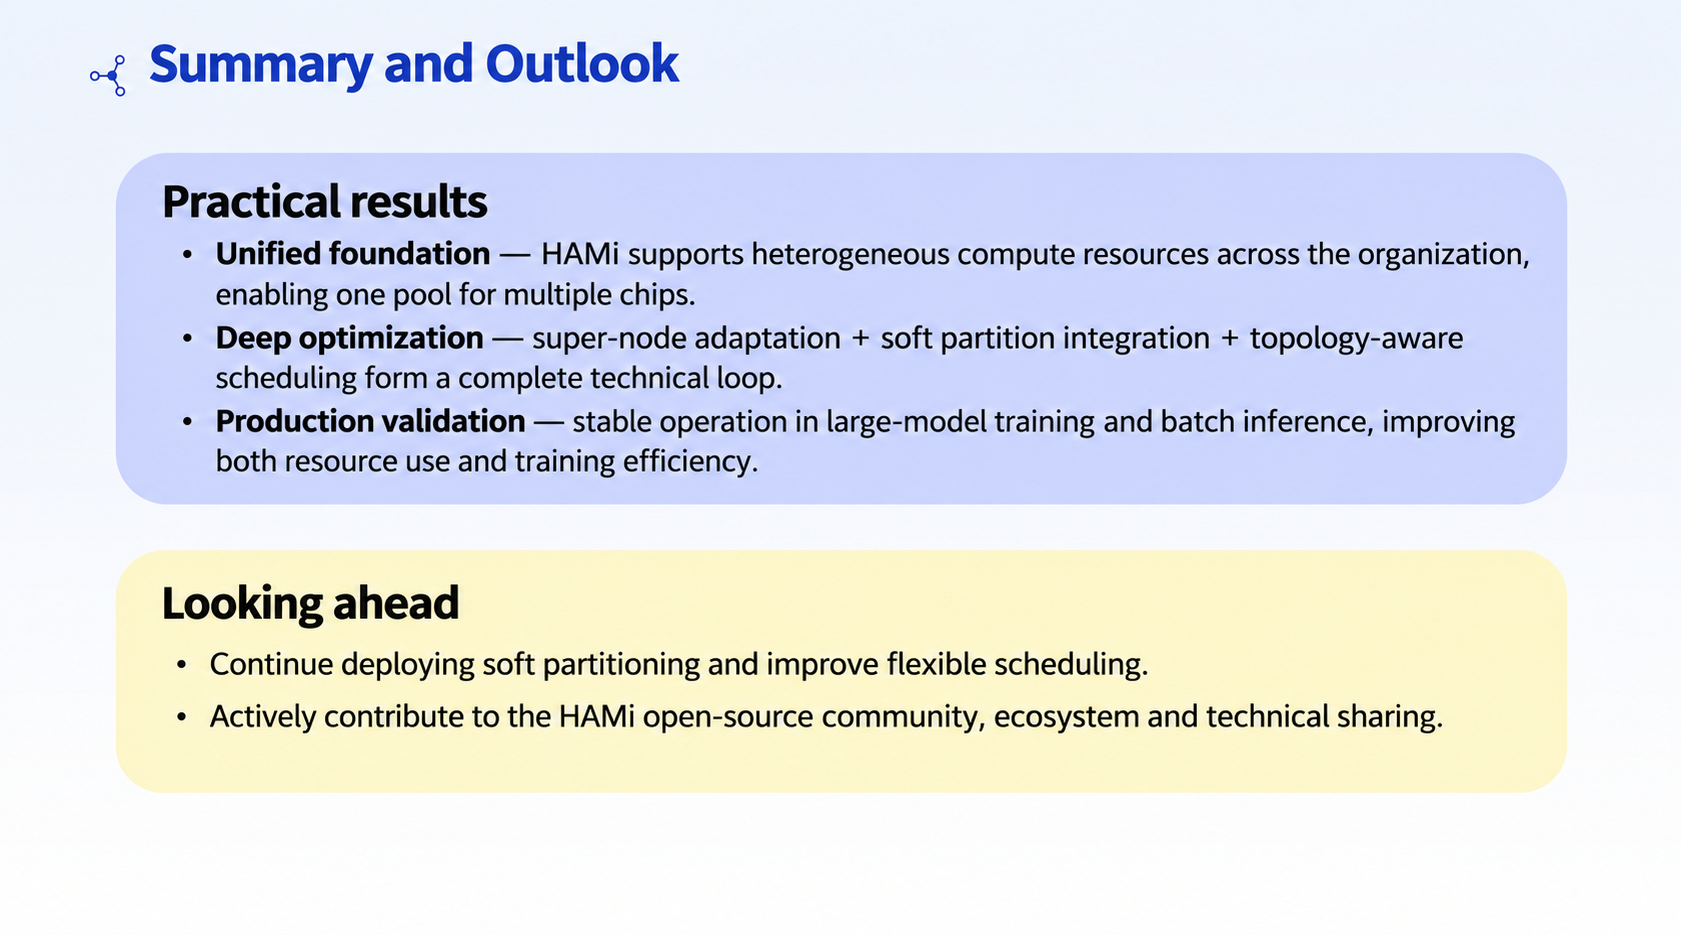 Summary and Outlook
Practical results
• Unified foundation — HAMi supports heterogeneous compute resources across the organization,
enabling one pool for multiple chips.
• Deep optimization — super-node adaptation + soft partition integration + topology-aware
scheduling form a complete technical loop.
• Production validation — stable operation in large-model training and batch inference, improving
both resource use and training efficiency.
Looking ahead
• Continue deploying soft partitioning and improve flexible scheduling.
• Actively contribute to the HAMi open-source community, ecosystem and technical sharing.